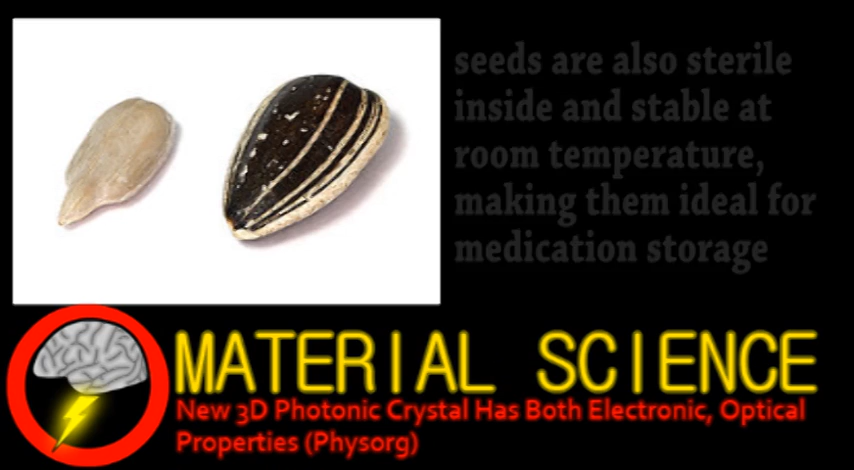 seeds are also sterile
inside and stable at
room temperature,
making them ideal for
medication storage
MATERIAL SCIENCE
New 3D Photonic Crystal Has Both Electronic, Optical
Properties (Physorg)